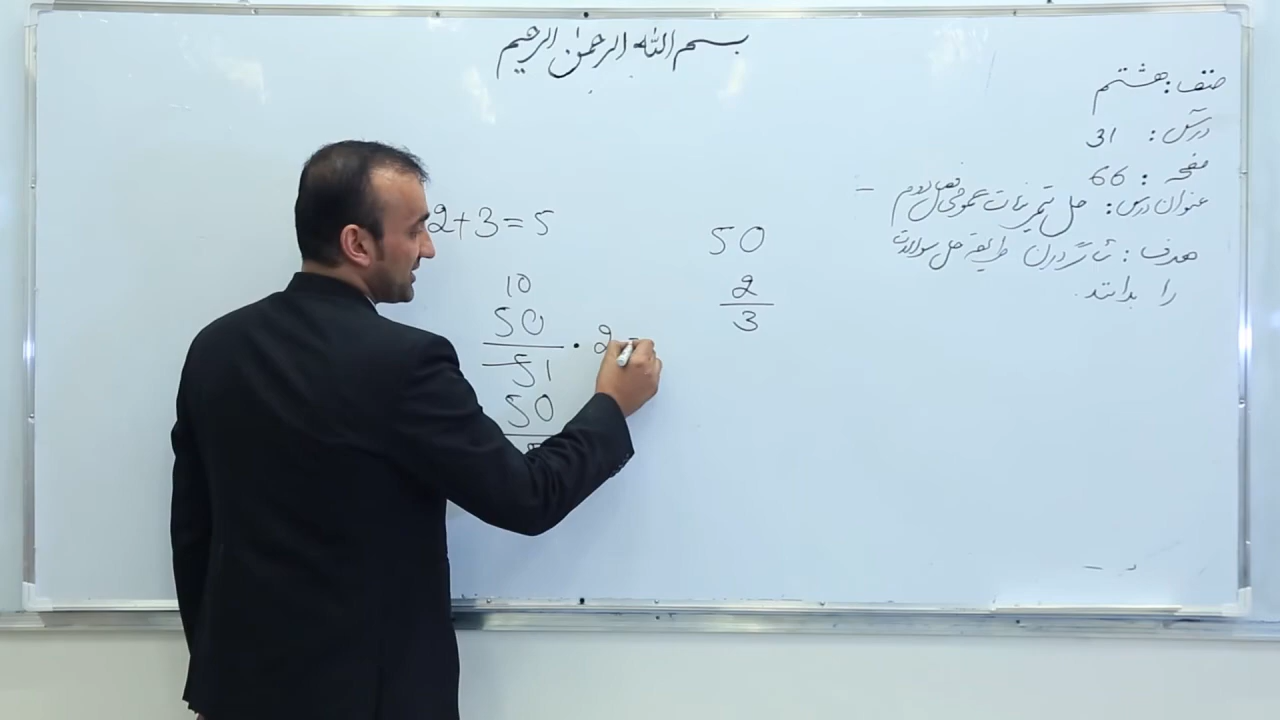 بسم الله الرحمن الرحیم
صنف: هشتم
درس: 31
صفحه: 66
عنوان درس: حل تمرینات عمومی فصل دوم
هدف: شاگردان طریقه حل سوالات
را بدانند.
2+3=5
10
50
51
. 2
50
50
2
3